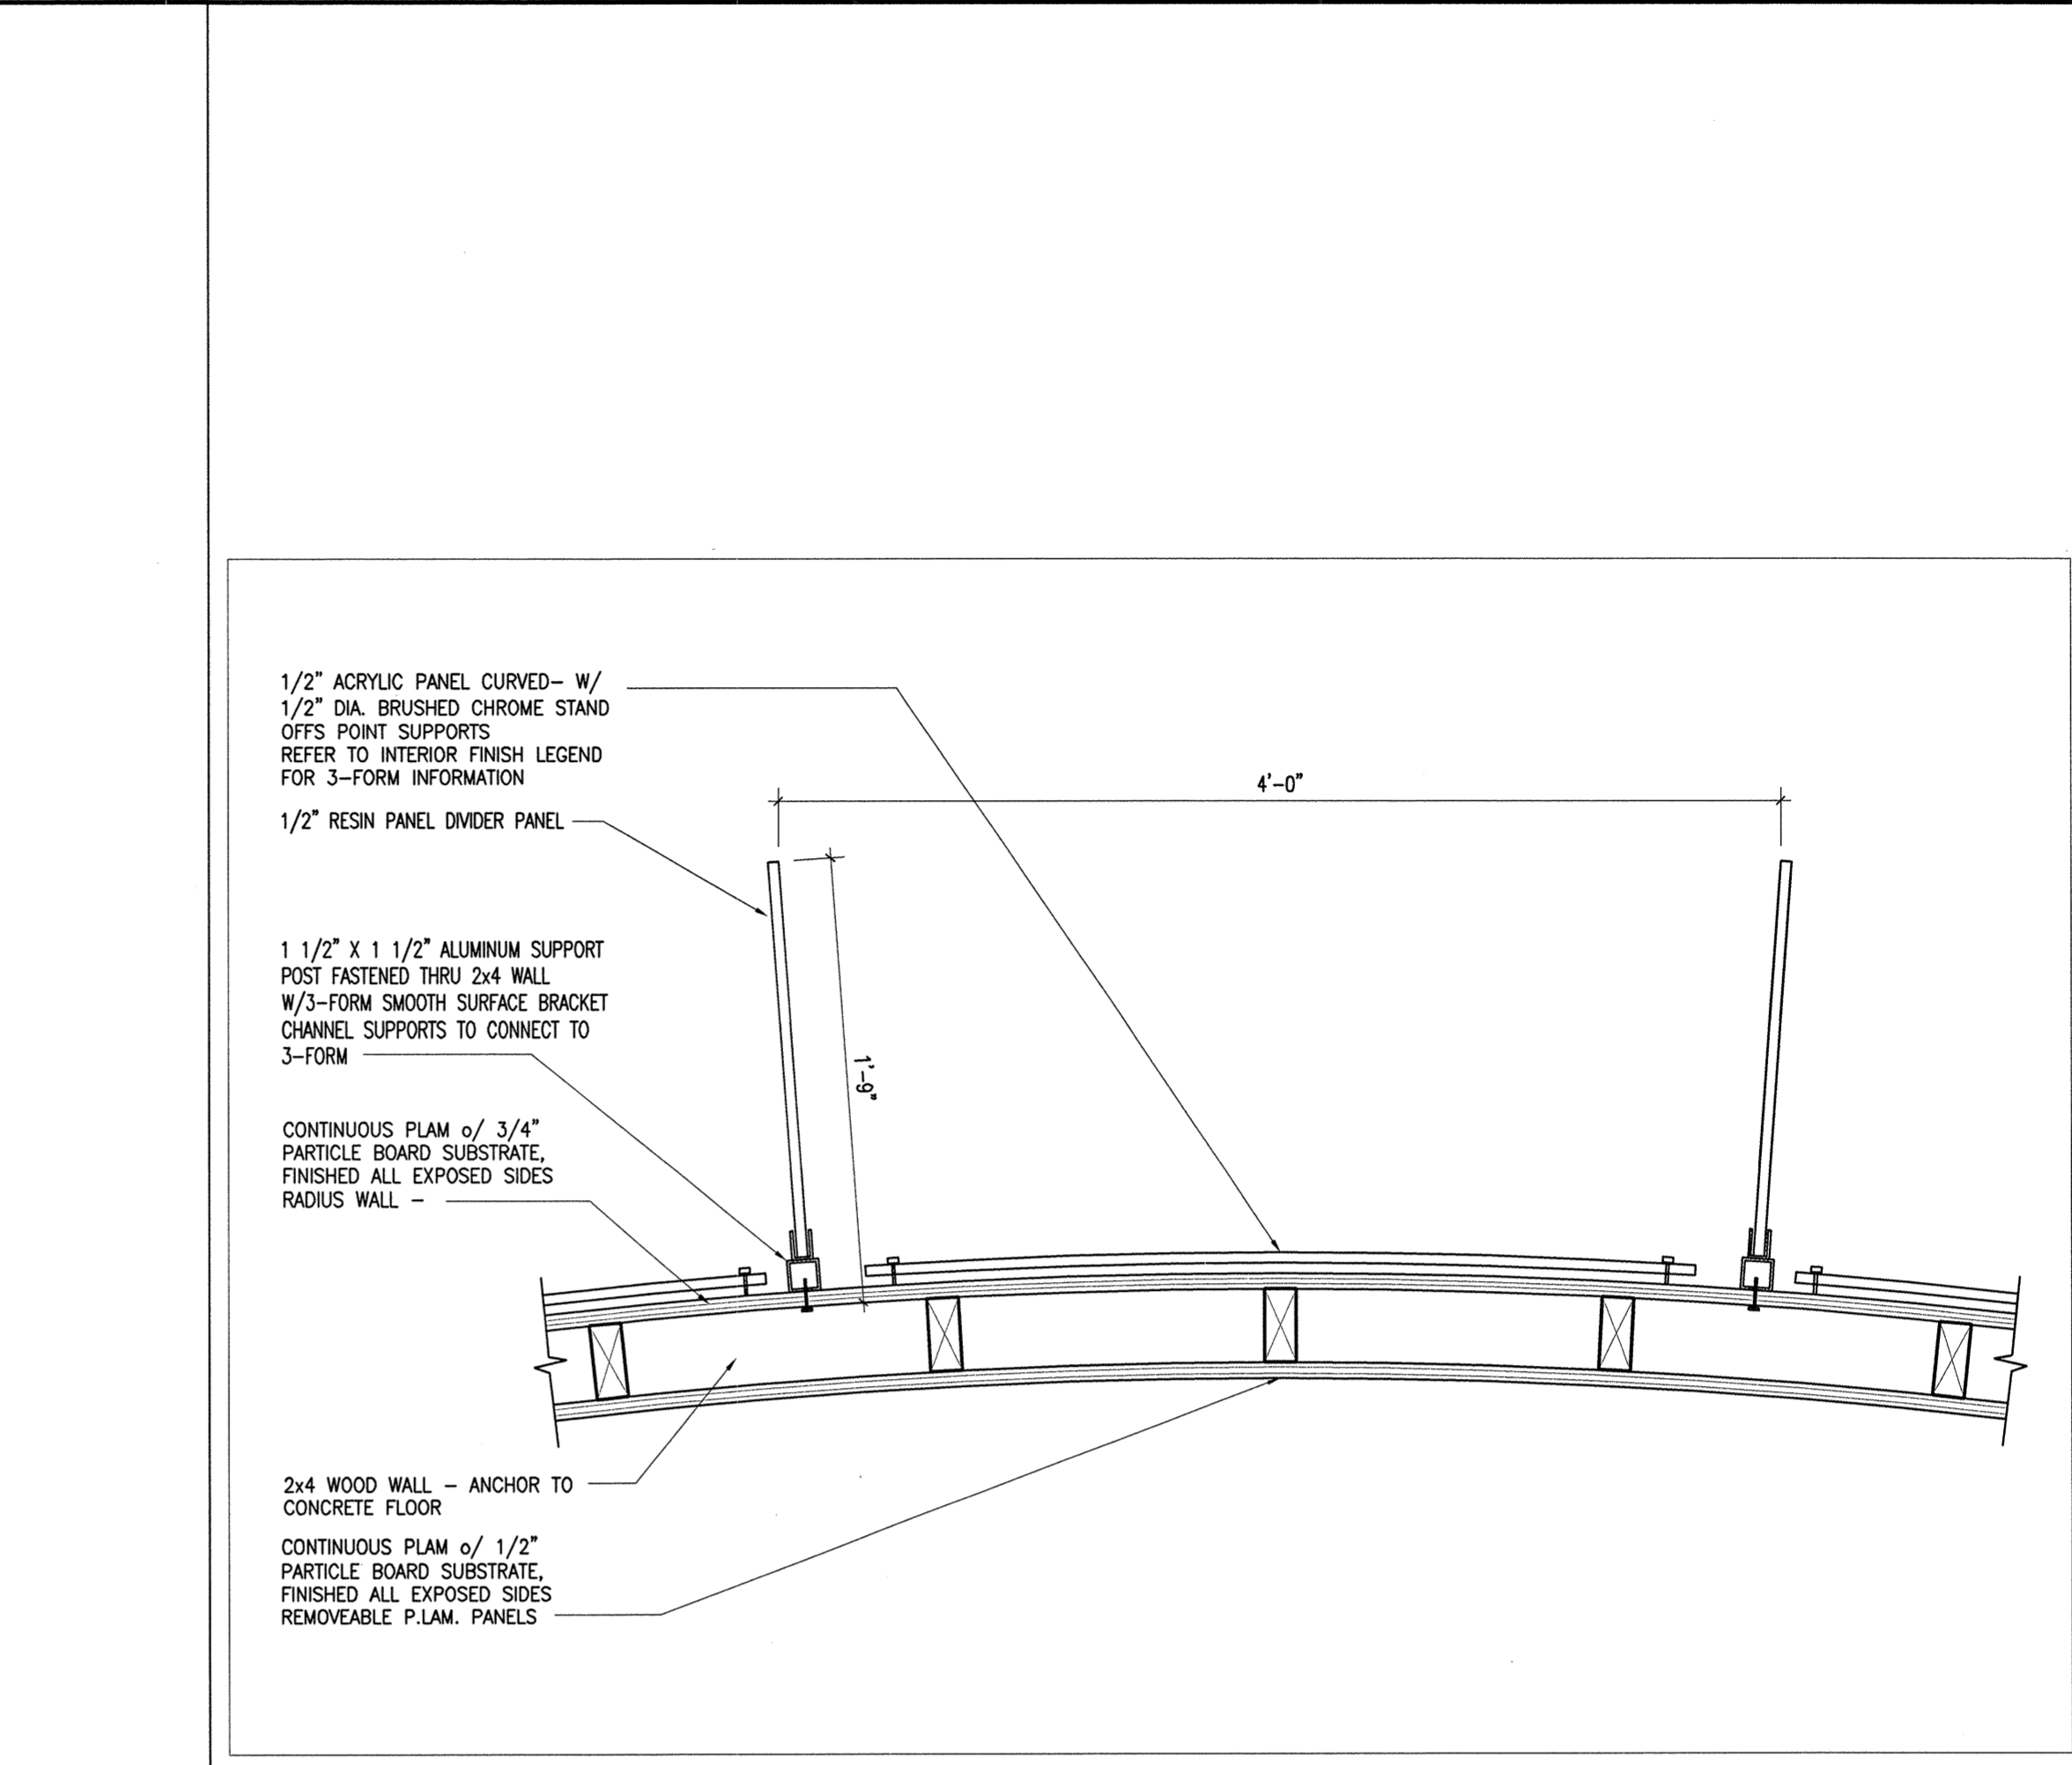 1/2" ACRYLIC PANEL CURVED– W/
1/2" DIA. BRUSHED CHROME STAND
OFFS POINT SUPPORTS
REFER TO INTERIOR FINISH LEGEND
FOR 3–FORM INFORMATION
4'–0"
1/2" RESIN PANEL DIVIDER PANEL
1 1/2" X 1 1/2" ALUMINUM SUPPORT
POST FASTENED THRU 2x4 WALL
W/3–FORM SMOOTH SURFACE BRACKET
CHANNEL SUPPORTS TO CONNECT TO
3–FORM
1'–9"
CONTINUOUS PLAM o/ 3/4"
PARTICLE BOARD SUBSTRATE,
FINISHED ALL EXPOSED SIDES
RADIUS WALL –
2x4 WOOD WALL – ANCHOR TO
CONCRETE FLOOR
CONTINUOUS PLAM o/ 1/2"
PARTICLE BOARD SUBSTRATE,
FINISHED ALL EXPOSED SIDES
REMOVEABLE P.LAM. PANELS